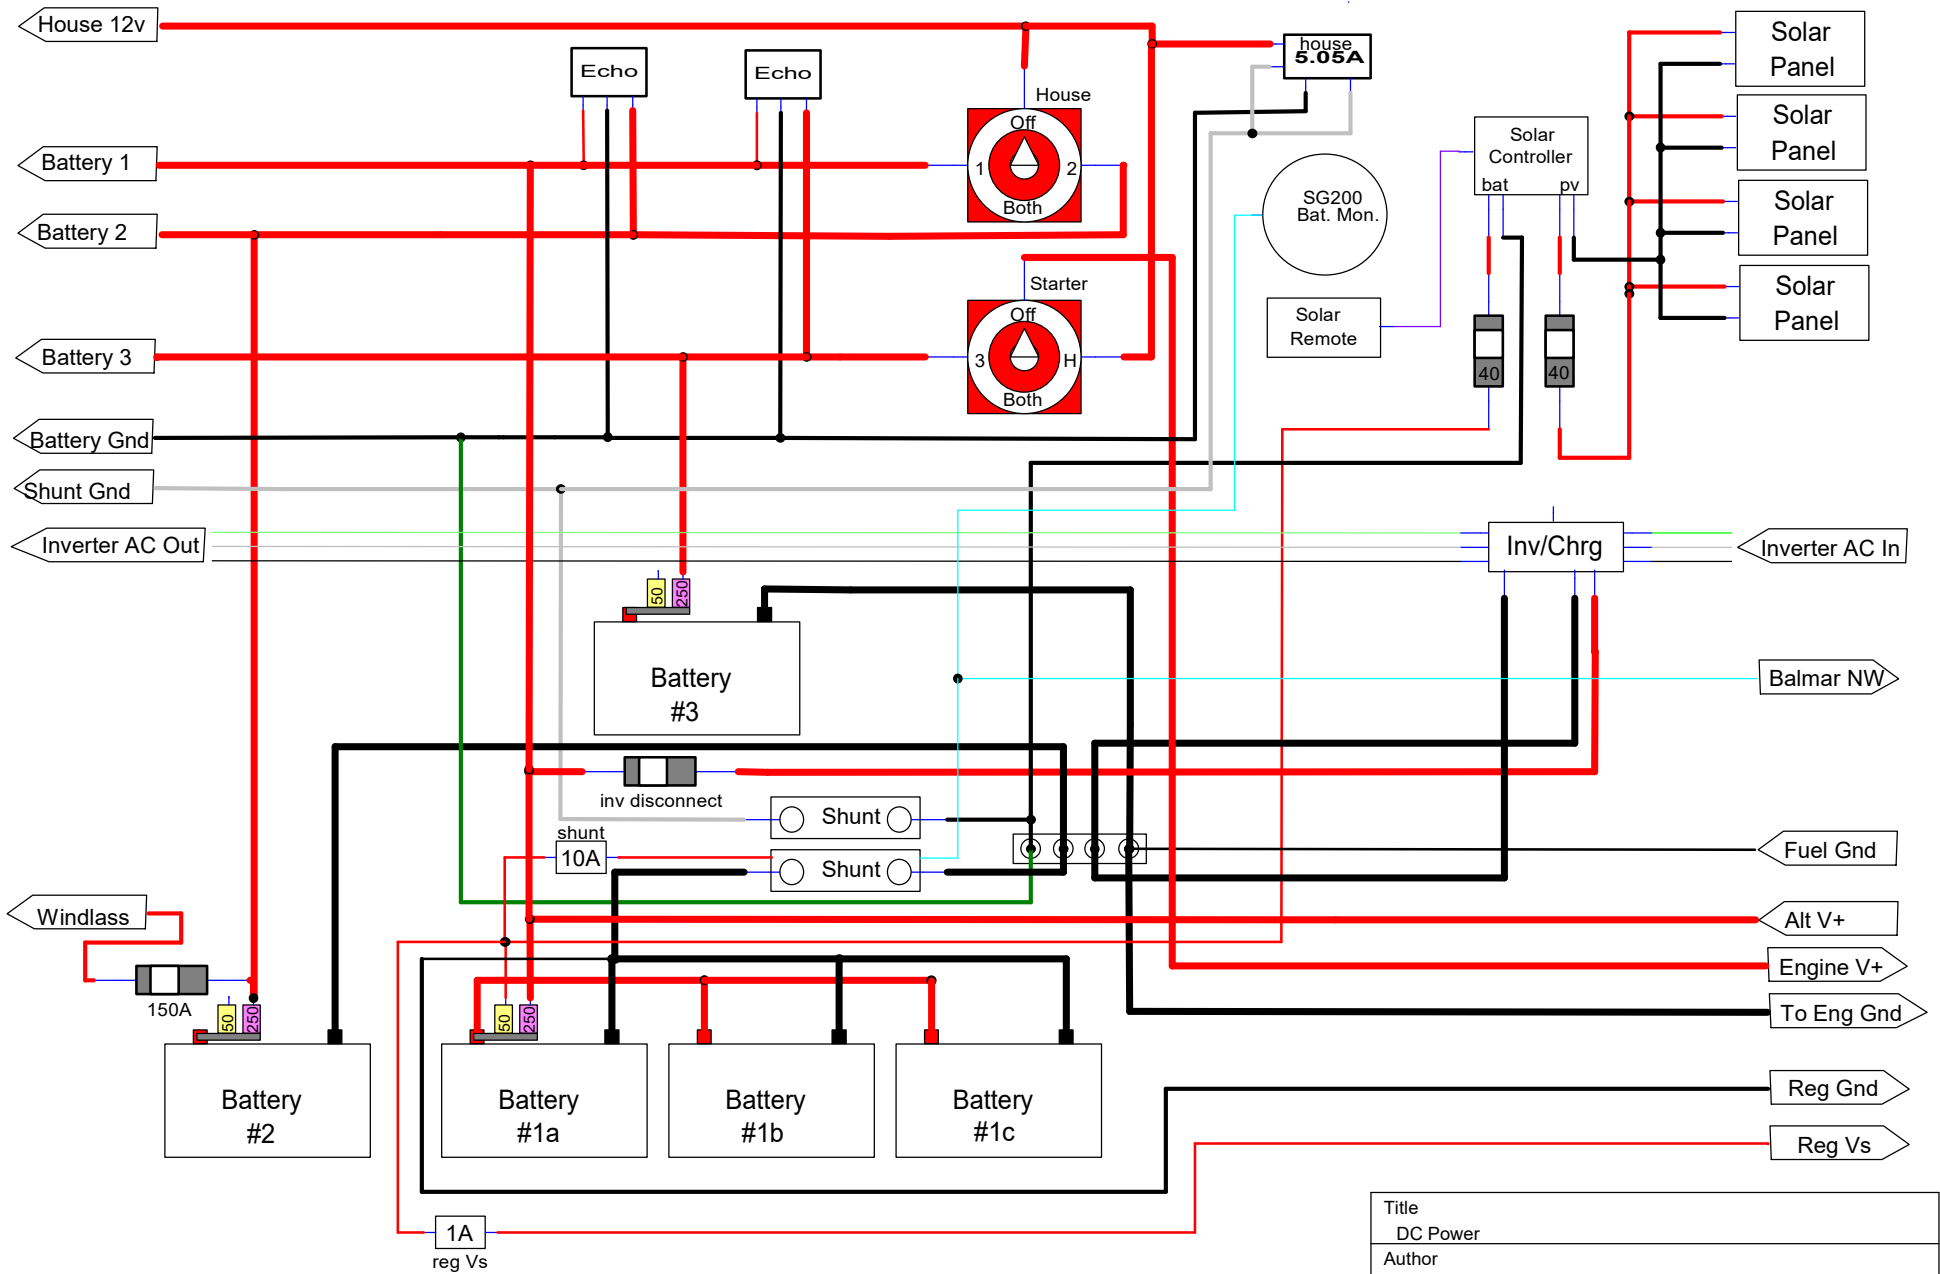 House 12v
Echo
Echo
House
Off
1
2
Both
house
5.05A
Solar
Panel
Solar
Panel
Solar
Panel
Solar
Panel
Solar
Controller
bat
pv
Battery 1
Battery 2
SG200
Bat. Mon.
Starter
Off
3
H
Both
Solar
Remote
40
40
Battery 3
Battery Gnd
Shunt Gnd
Inverter AC Out
Inv/Chrg
Inverter AC In
50
250
Battery
#3
Balmar NW
inv disconnect
Shunt
shunt
10A
Shunt
Fuel Gnd
Windlass
Alt V+
Engine V+
150A
To Eng Gnd
50
250
50
250
Battery
#2
Battery
#1a
Battery
#1b
Battery
#1c
Reg Gnd
Reg Vs
1A
reg Vs
Title
DC Power
Author